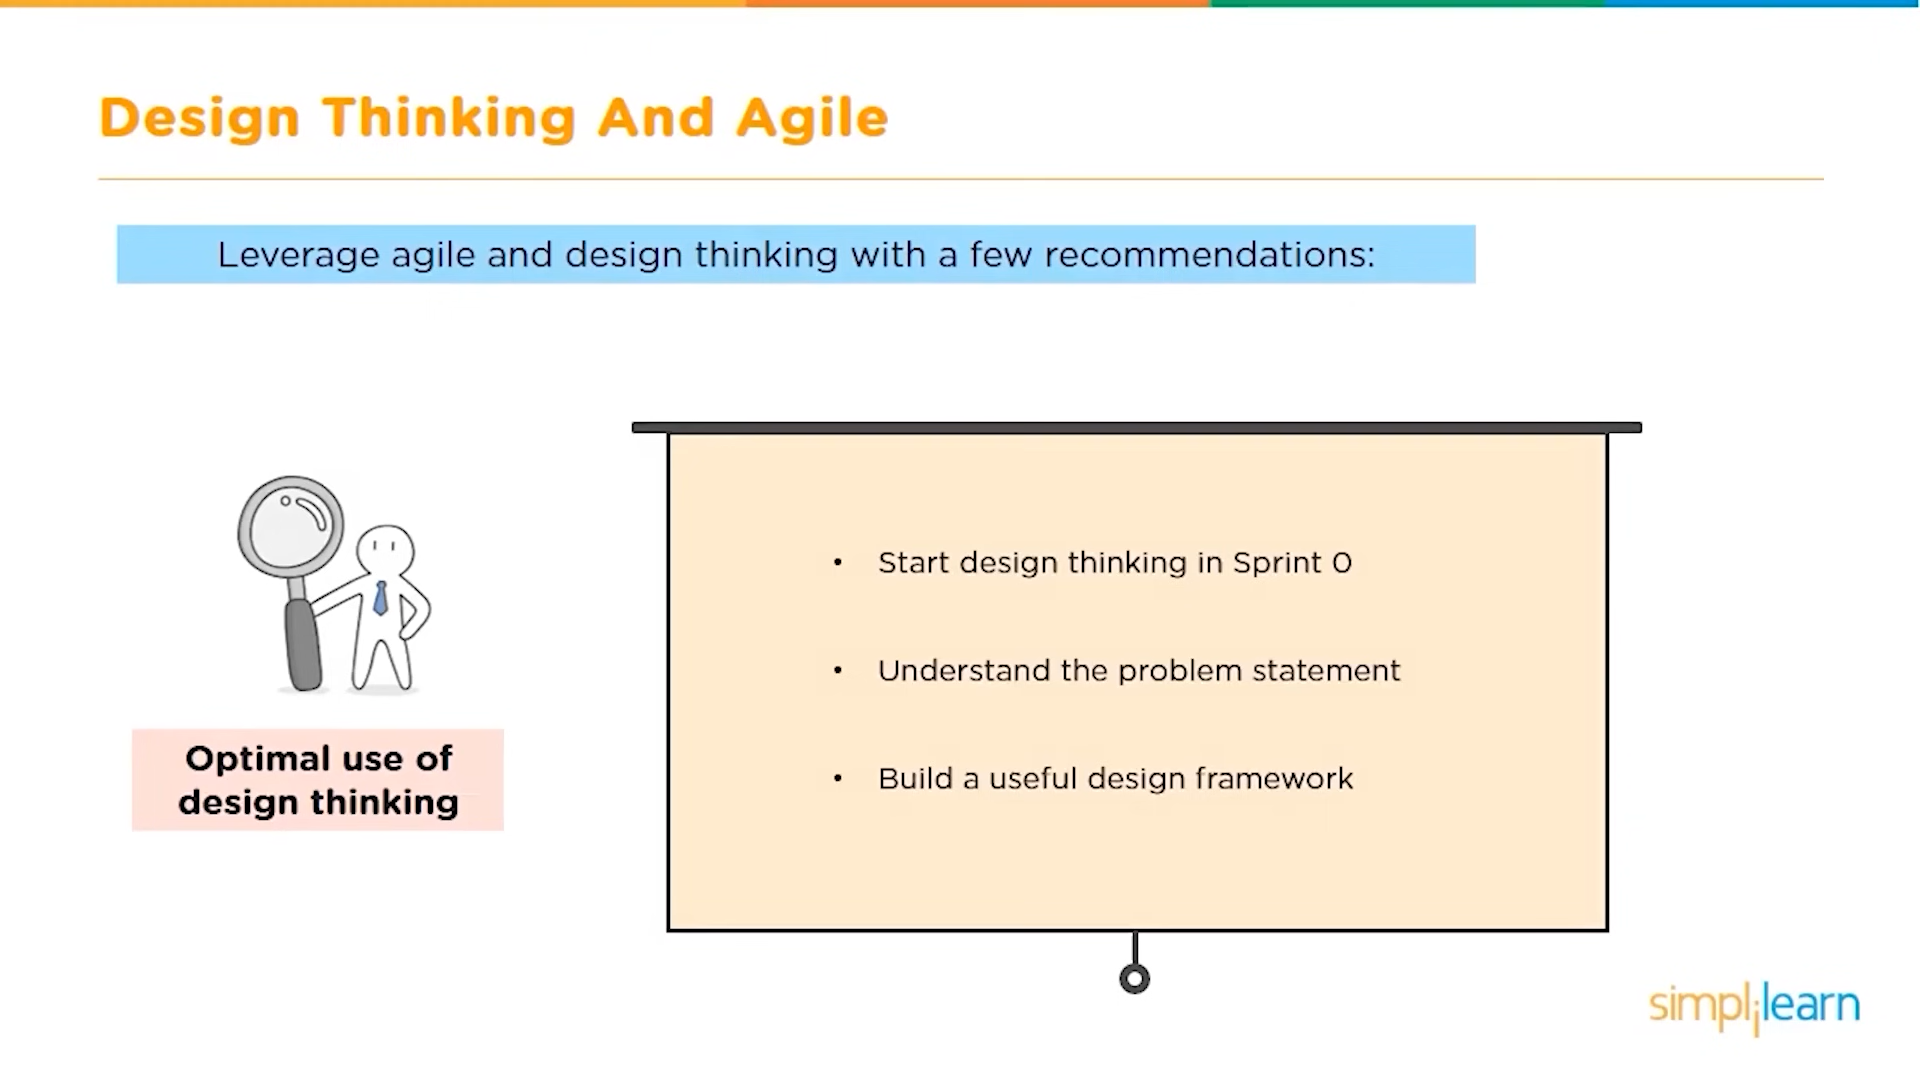 Design Thinking And Agile
Leverage agile and design thinking with a few recommendations:
• Start design thinking in Sprint 0
• Understand the problem statement
• Build a useful design framework
Optimal use of
design thinking
simplilearn